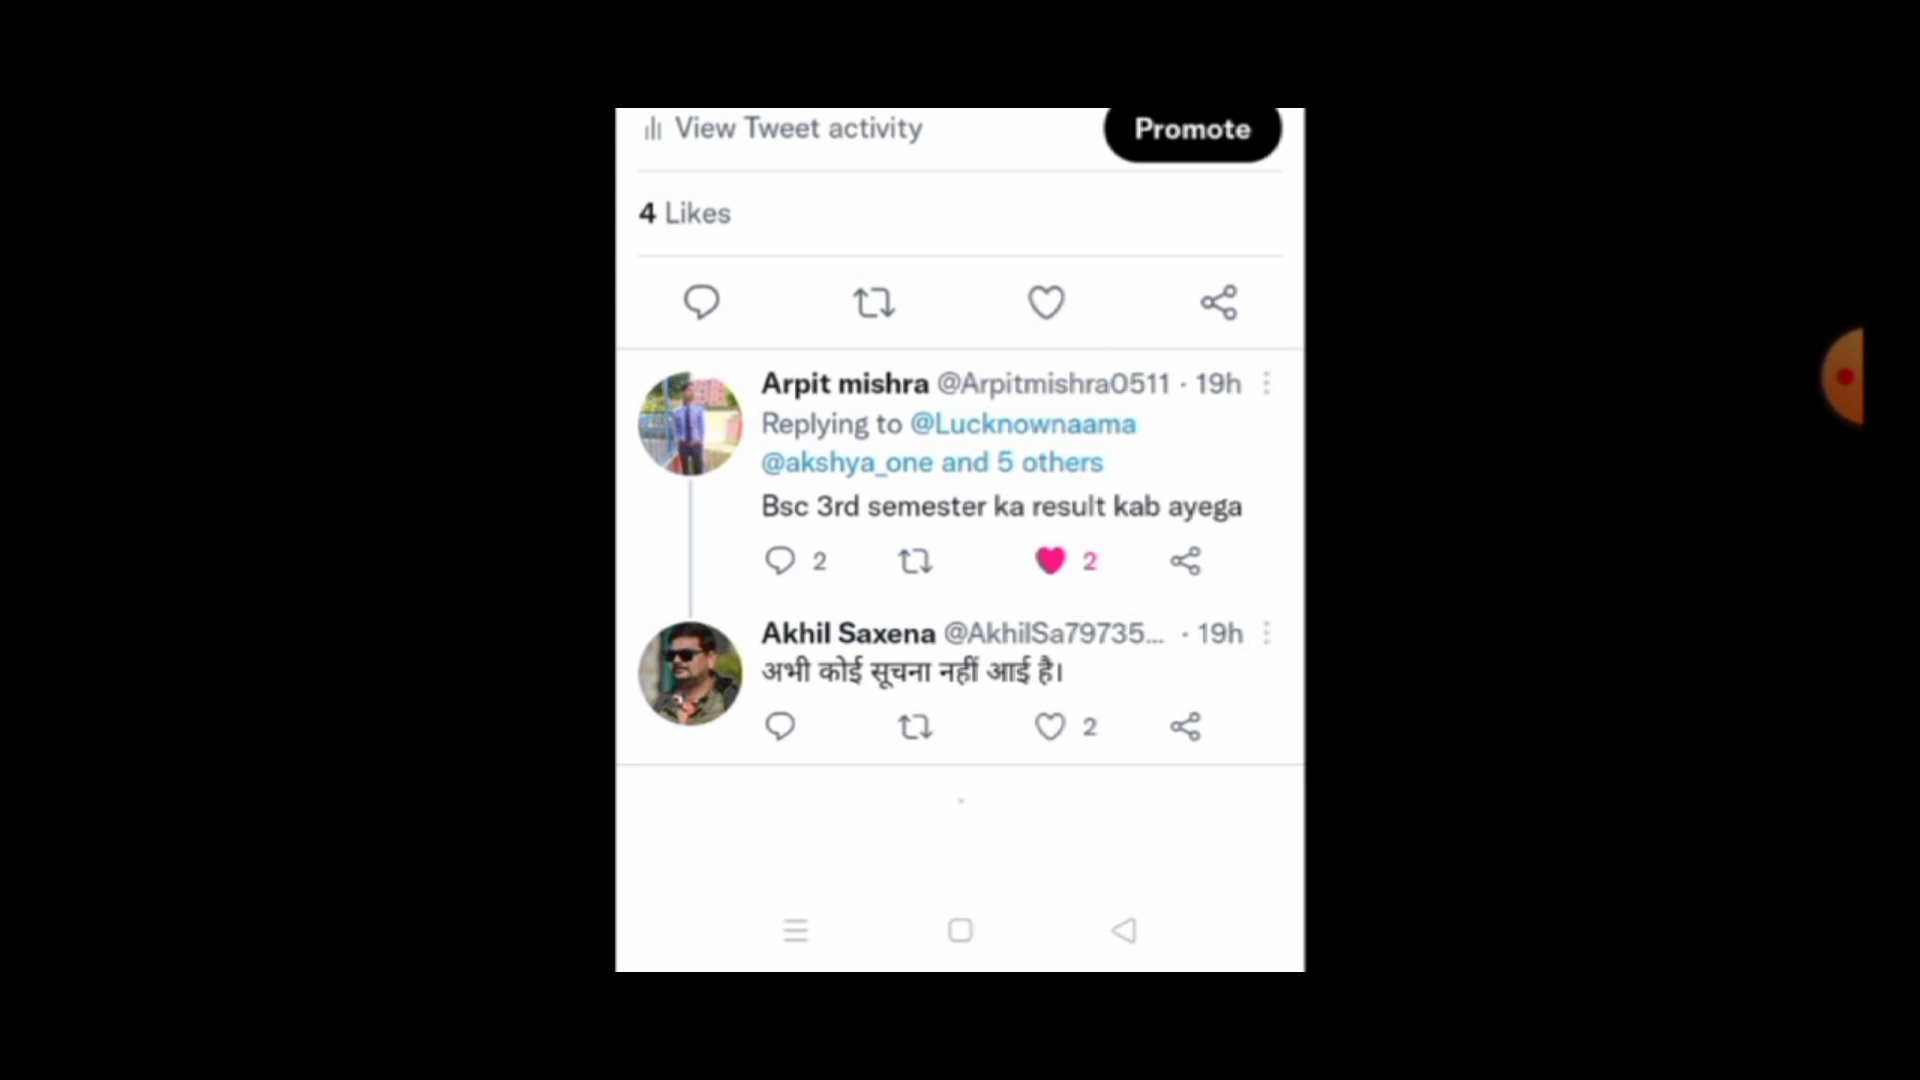 View Tweet activity
Promote
4 Likes
Arpit mishra @Arpitmishra0511 · 19h
Replying to @Lucknownaama
@akshya_one and 5 others
Bsc 3rd semester ka result kab ayega
2
2
Akhil Saxena @AkhilSa79735... · 19h
अभी कोई सूचना नहीं आई है।
2